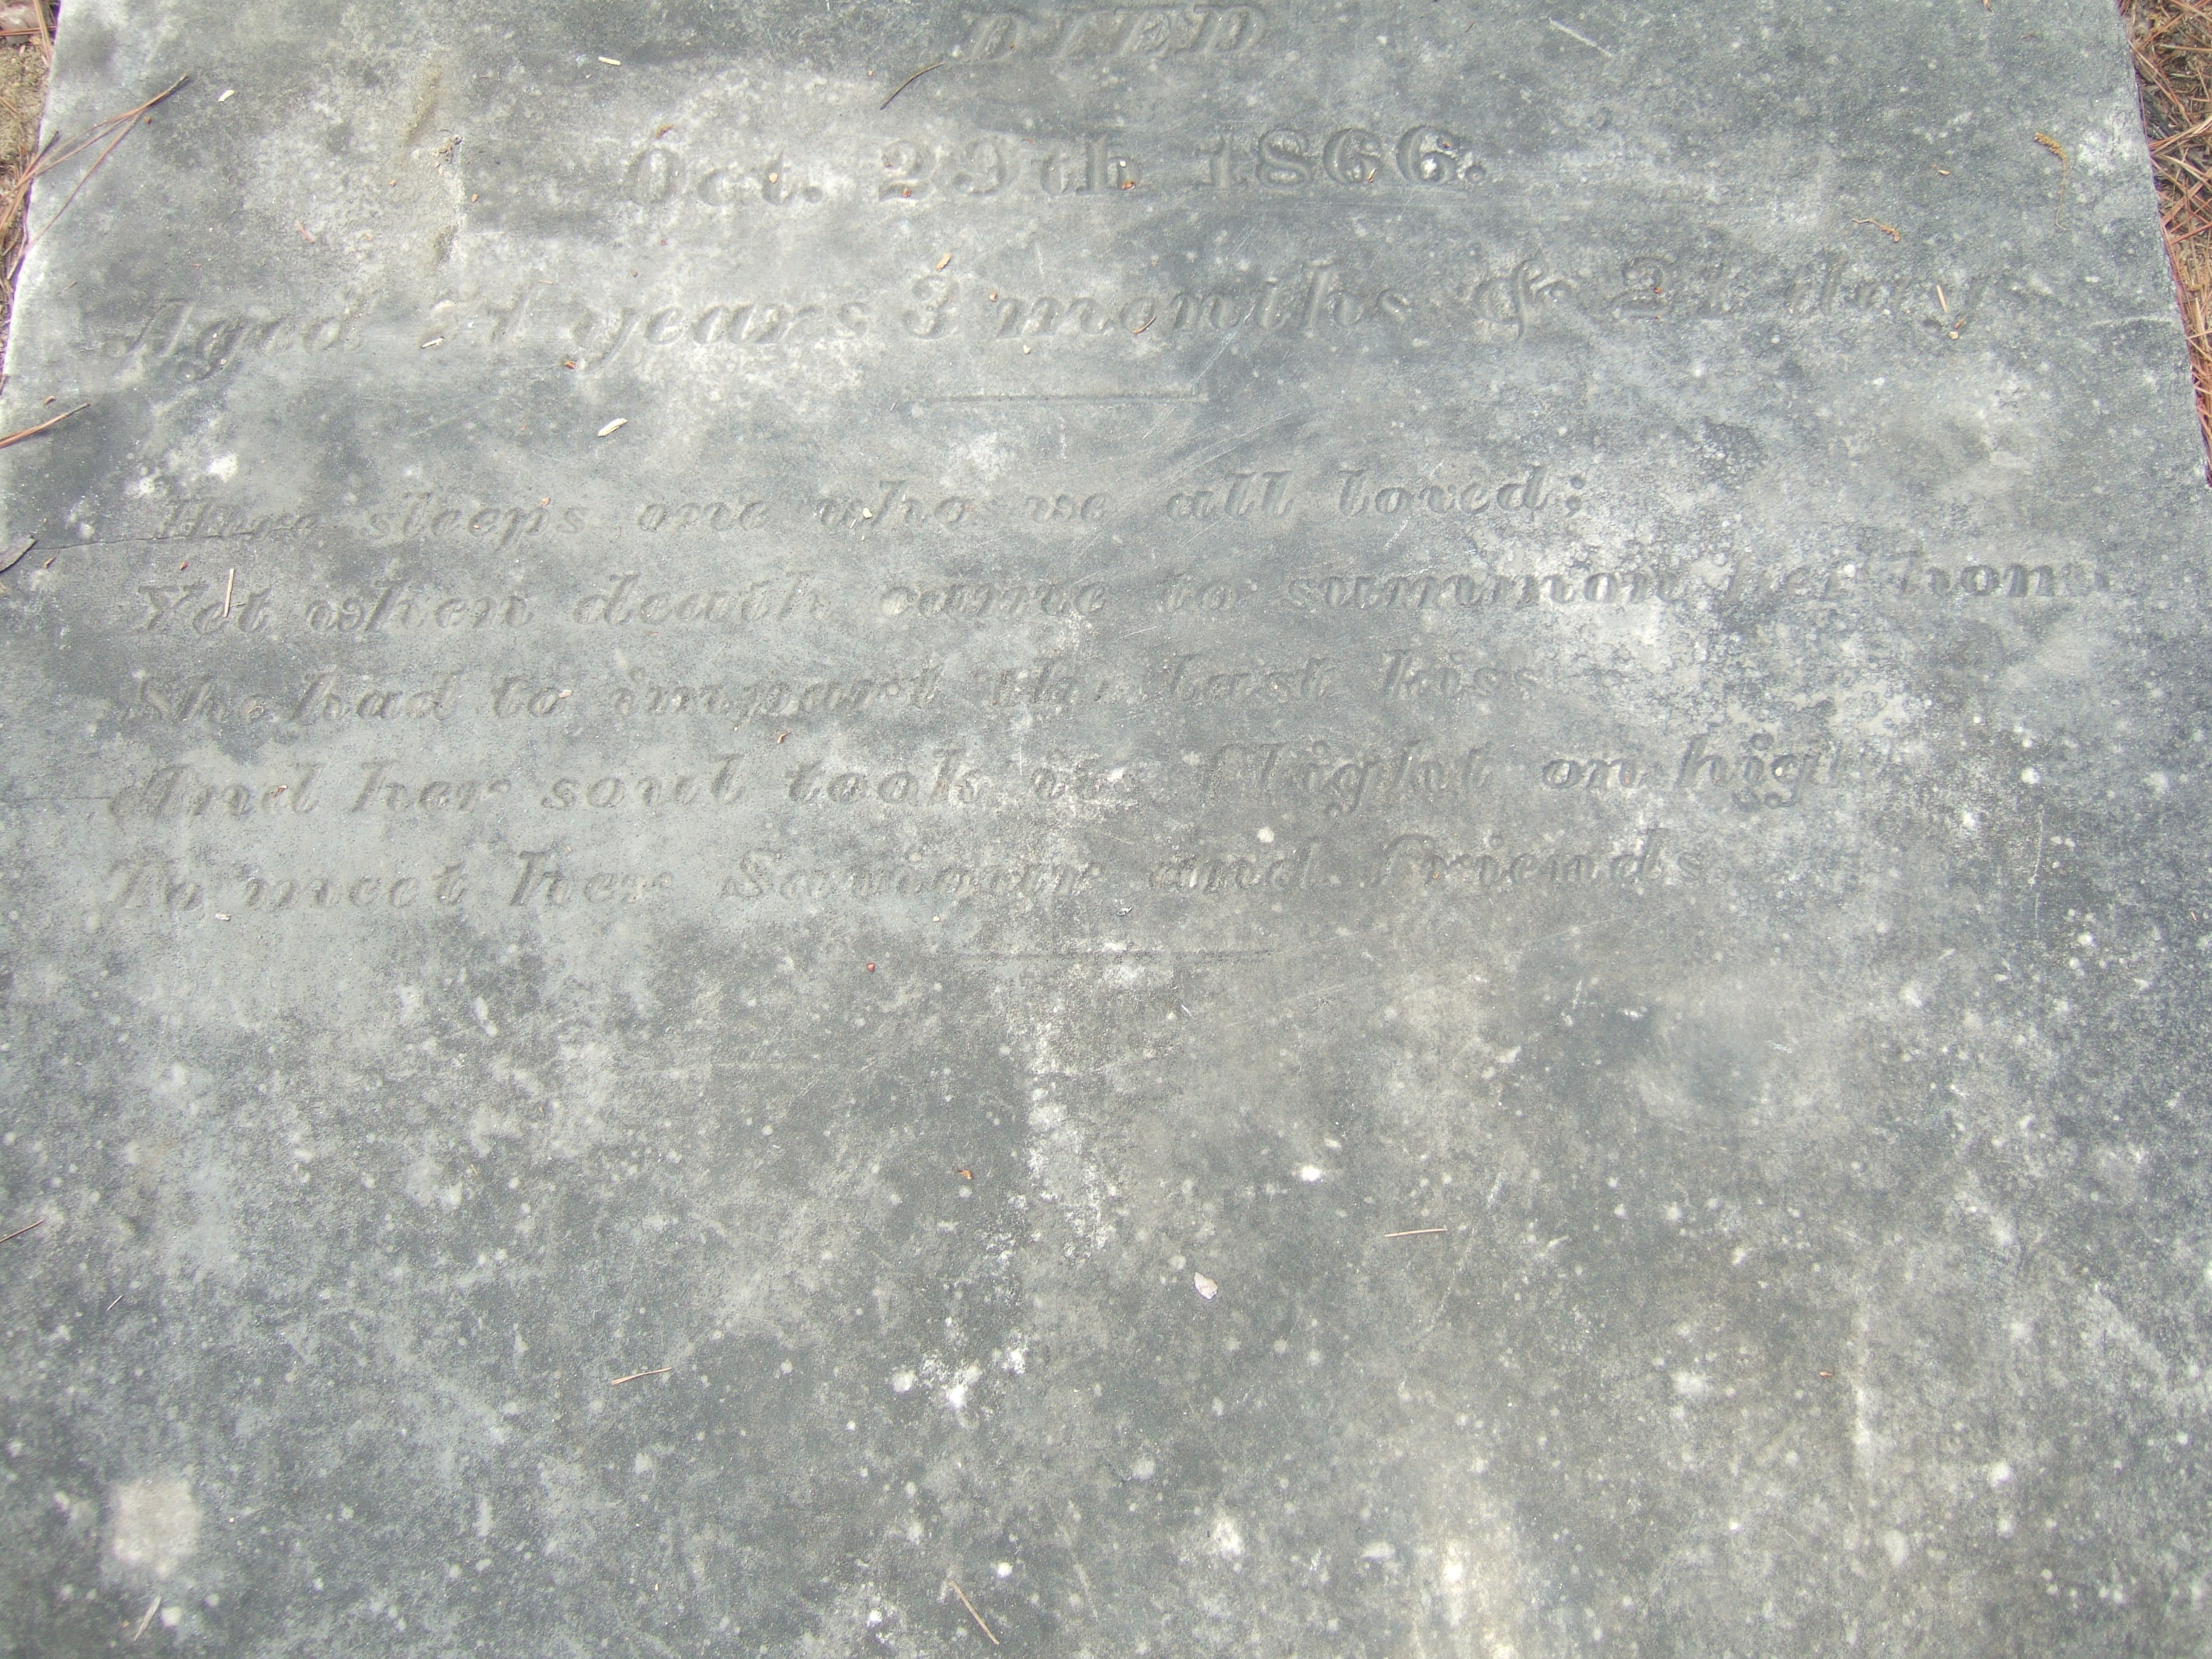 DIED
Oct. 29th 1866.
Aged years 3 months & days
Here sleeps one who we all loved;
Yet when death came to summon her home
She had to impart the last kiss
And her soul took its flight on high
To meet her Saviour and friends